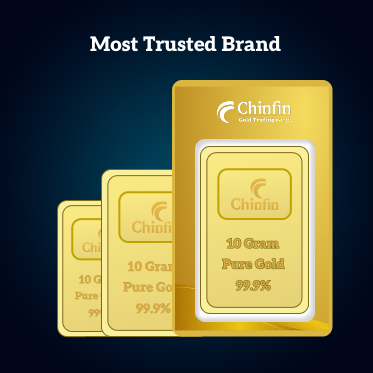 Most Trusted Brand
Chinfin
Gold Trading
Chinfin
10 Gram
Pure Gold
99.9%
Chinfin
10 Gra
Pure Go
99.9%
Ch
10 G
Pure
99